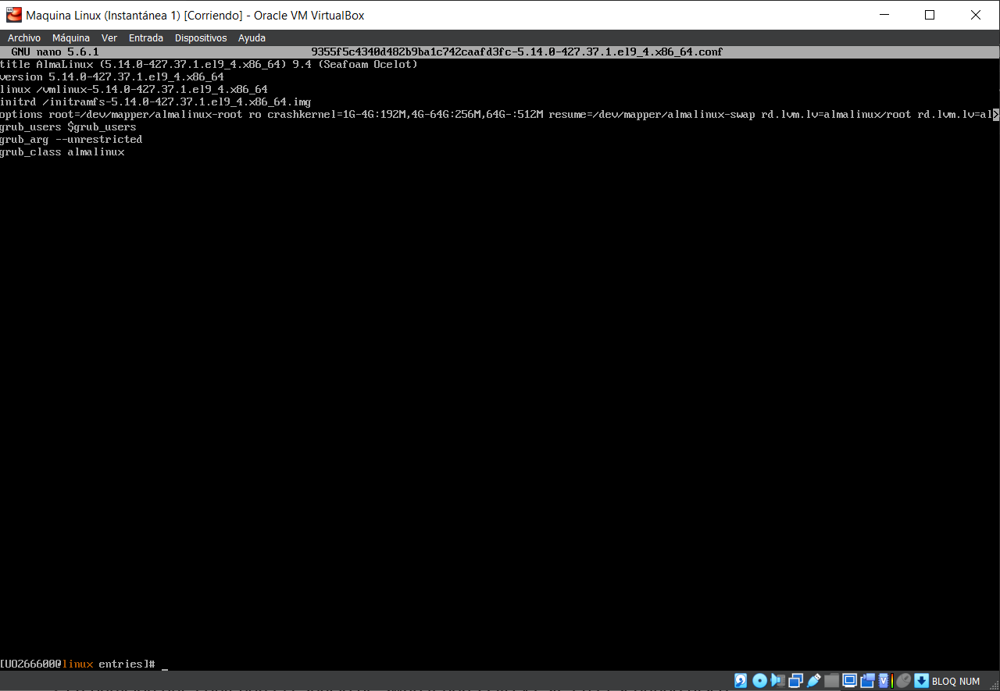 Maquina Linux (Instantánea 1) [Corriendo] - Oracle VM VirtualBox
Archivo Máquina Ver Entrada Dispositivos Ayuda
GNU nano 5.6.1 9355f5c4340d482b9ba1c742caafd3fc-5.14.0-427.37.1.el9_4.x86_64.conf
title AlmaLinux (5.14.0-427.37.1.el9_4.x86_64) 9.4 (Seafoam Ocelot)
version 5.14.0-427.37.1.el9_4.x86_64
linux /vmlinux-5.14.0-427.37.1.el9_4.x86_64
initrd /initramfs-5.14.0-427.37.1.el9_4.x86_64.img
options root=/dev/mapper/almalinux-root ro crashkernel=1G-4G:192M,4G-64G:256M,64G-:512M resume=/dev/mapper/almalinux-swap rd.lvm.lv=almalinux/root rd.lvm.lv=al>
grub_users $grub_users
grub_arg --unrestricted
grub_class almalinux
[UO266600@linux entries]# _
BLOQ NUM